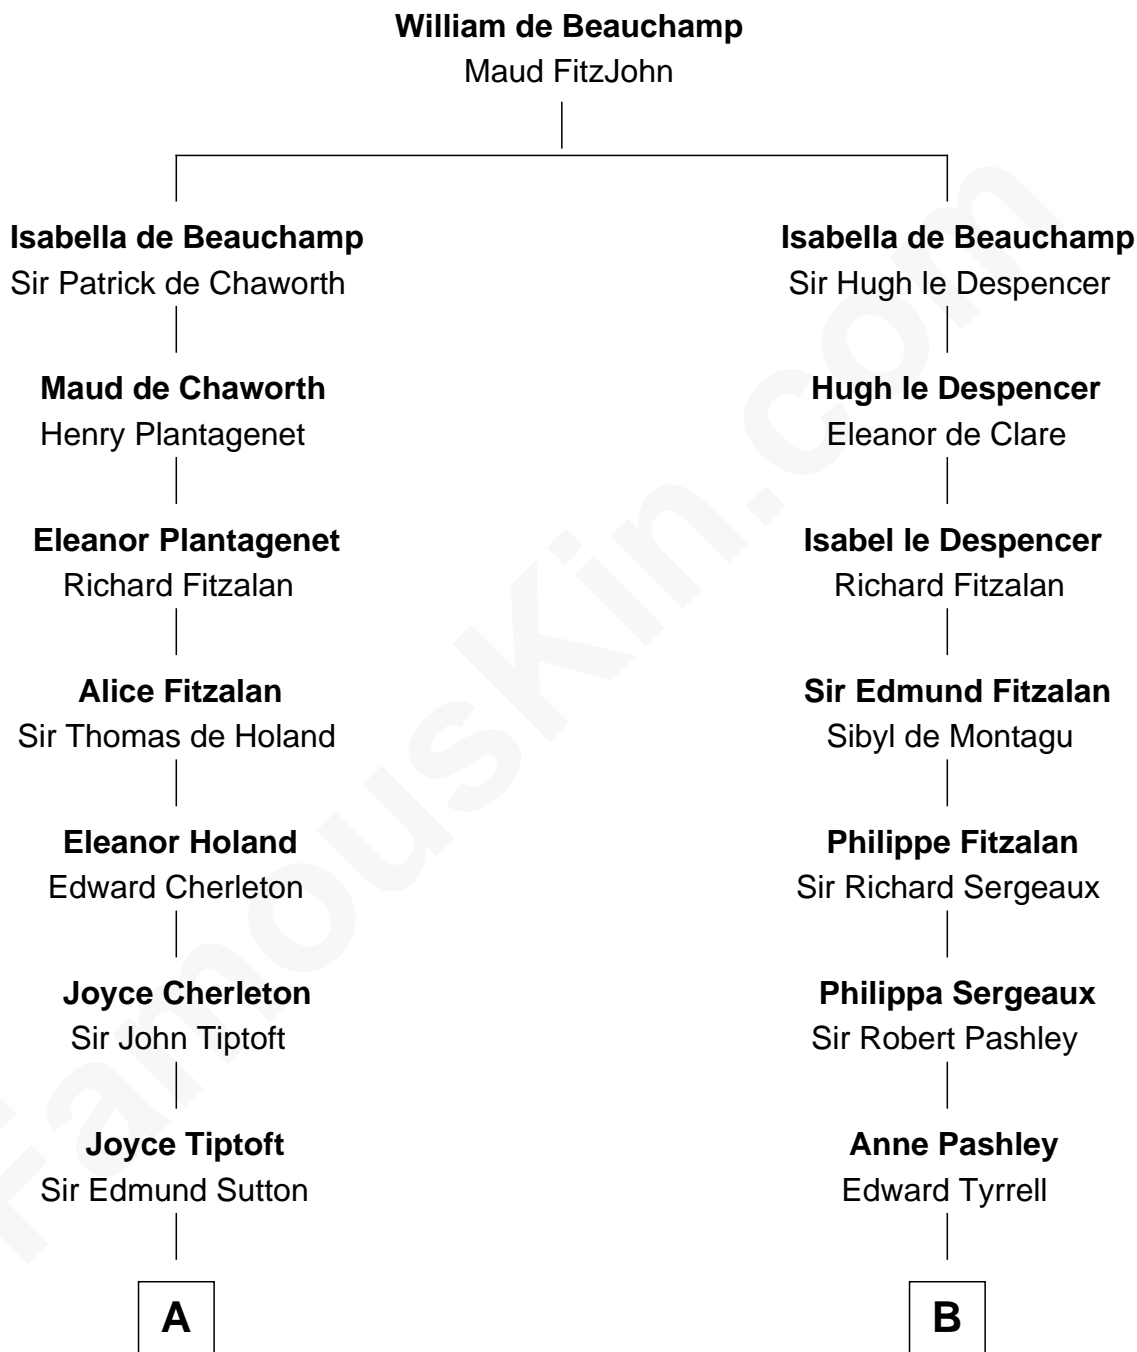 William de Beauchamp
Maud FitzJohn
Isabella de Beauchamp
Sir Patrick de Chaworth
Maud de Chaworth
Henry Plantagenet
Eleanor Plantagenet
Richard Fitzalan
Alice Fitzalan
Sir Thomas de Holand
Eleanor Holand
Edward Cherleton
Joyce Cherleton
Sir John Tiptoft
Joyce Tiptoft
Sir Edmund Sutton
A
Isabella de Beauchamp
Sir Hugh le Despencer
Hugh le Despencer
Eleanor de Clare
Isabel le Despencer
Richard Fitzalan
Sir Edmund Fitzalan
Sibyl de Montagu
Philippe Fitzalan
Sir Richard Sergeaux
Philippa Sergeaux
Sir Robert Pashley
Anne Pashley
Edward Tyrrell
B
FamousKin.com